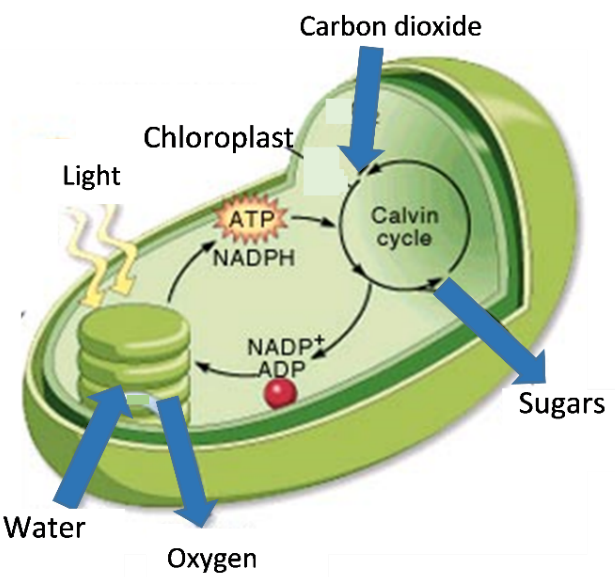 Carbon dioxide
Chloroplast
Light
ATP
NADPH
Calvin
cycle
NADP+
ADP
Sugars
Water
Oxygen